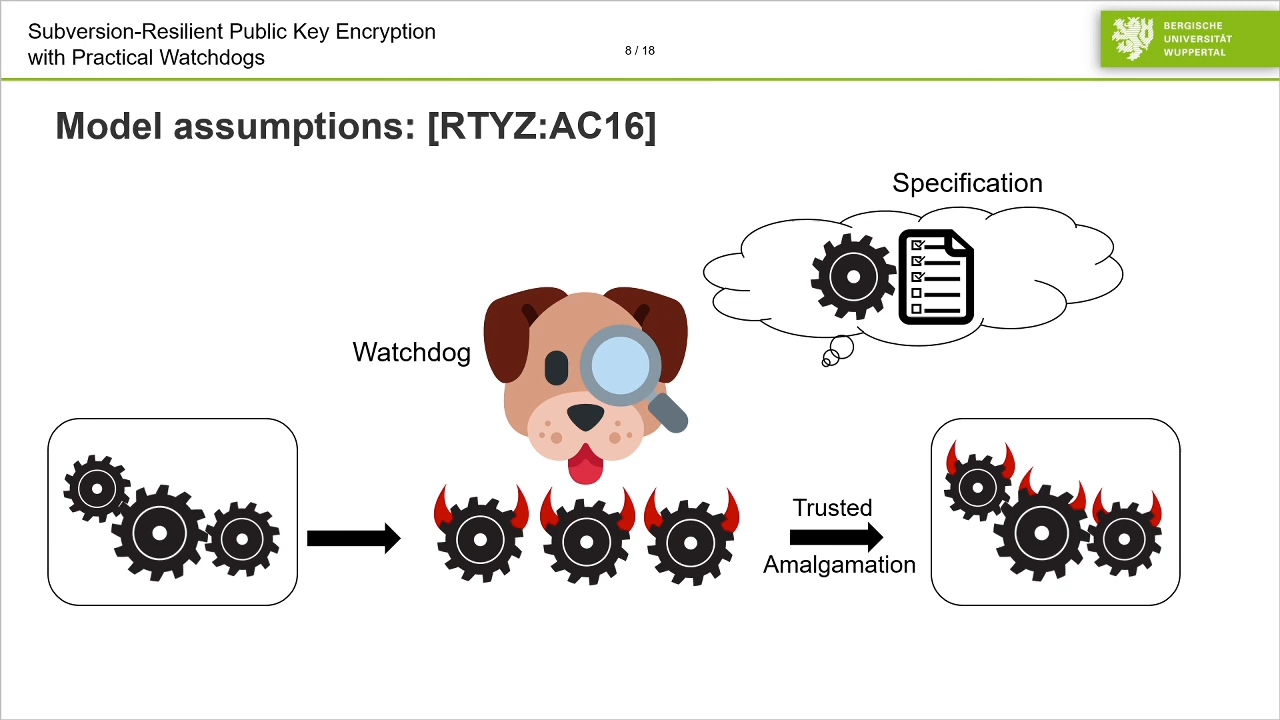 Subversion-Resilient Public Key Encryption
with Practical Watchdogs
8 / 18
BERGISCHE
UNIVERSITÄT
WUPPERTAL
Model assumptions: [RTYZ:AC16]
Specification
Watchdog
Trusted
Amalgamation